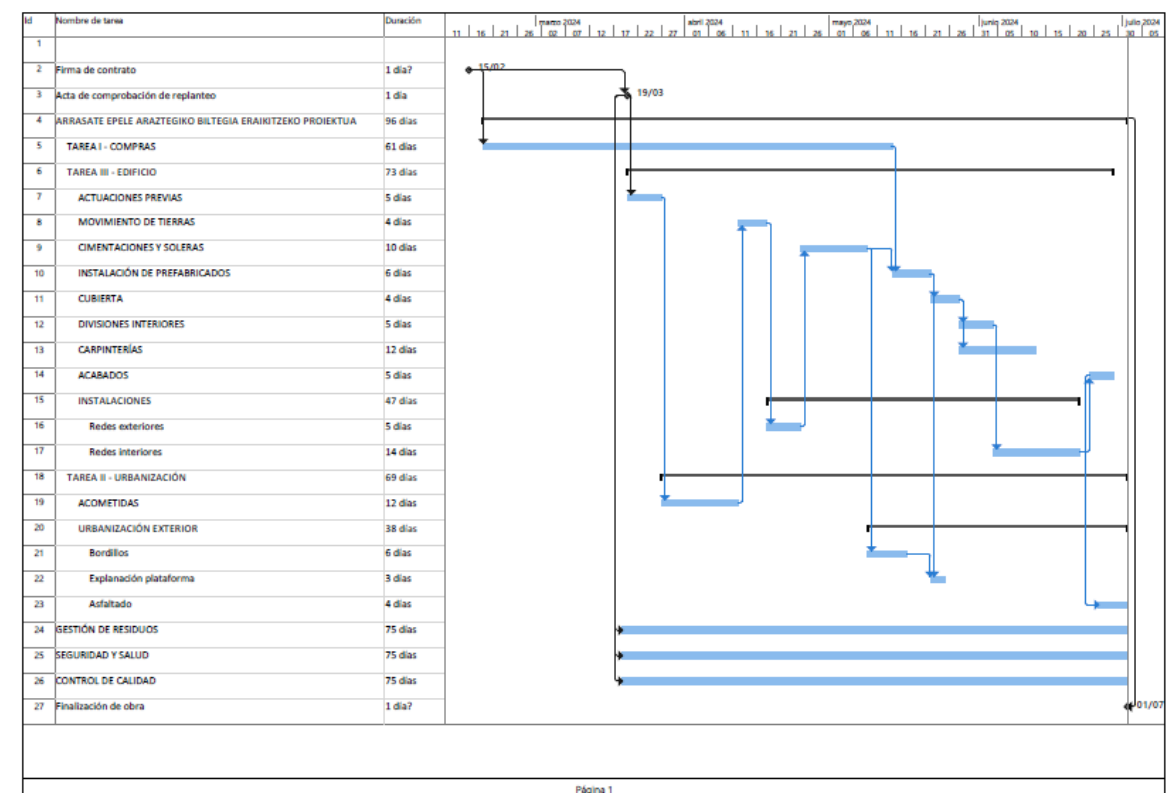 Id Nombre de tarea Duración marzo 2024 abril 2024 mayo 2024 junio 2024 julio 2024
11 16 21 26 02 07 12 17 22 27 01 06 11 16 21 26 01 06 11 16 21 26 31 05 10 15 20 25 30 05
1
2 Firma de contrato 1 día? 15/02
3 Acta de comprobación de replanteo 1 día 19/03
4 ARRASATE EPELE ARAZTEGIKO BILTEGIA ERAIKITZEKO PROIEKTUA 96 días
5 TAREA I - COMPRAS 61 días
6 TAREA III - EDIFICIO 73 días
7 ACTUACIONES PREVIAS 5 días
8 MOVIMIENTO DE TIERRAS 4 días
9 CIMENTACIONES Y SOLERAS 10 días
10 INSTALACIÓN DE PREFABRICADOS 6 días
11 CUBIERTA 4 días
12 DIVISIONES INTERIORES 5 días
13 CARPINTERÍAS 12 días
14 ACABADOS 5 días
15 INSTALACIONES 47 días
16 Redes exteriores 5 días
17 Redes interiores 14 días
18 TAREA II - URBANIZACIÓN 69 días
19 ACOMETIDAS 12 días
20 URBANIZACIÓN EXTERIOR 38 días
21 Bordillos 6 días
22 Explanación plataforma 3 días
23 Asfaltado 4 días
24 GESTIÓN DE RESIDUOS 75 días
25 SEGURIDAD Y SALUD 75 días
26 CONTROL DE CALIDAD 75 días
27 Finalización de obra 1 día? 01/07
Página 1